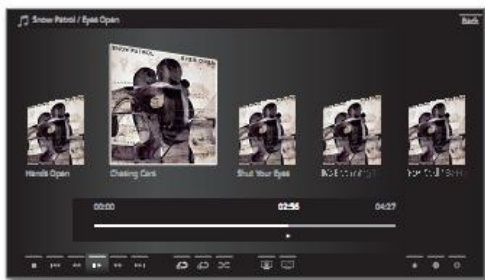 Snow Patrol / Eyes Open
Back
SNOW PATROL
EYES OPEN
Hands Open
Chasing Cars
Shut Your Eyes
00:00
02:56
04:27